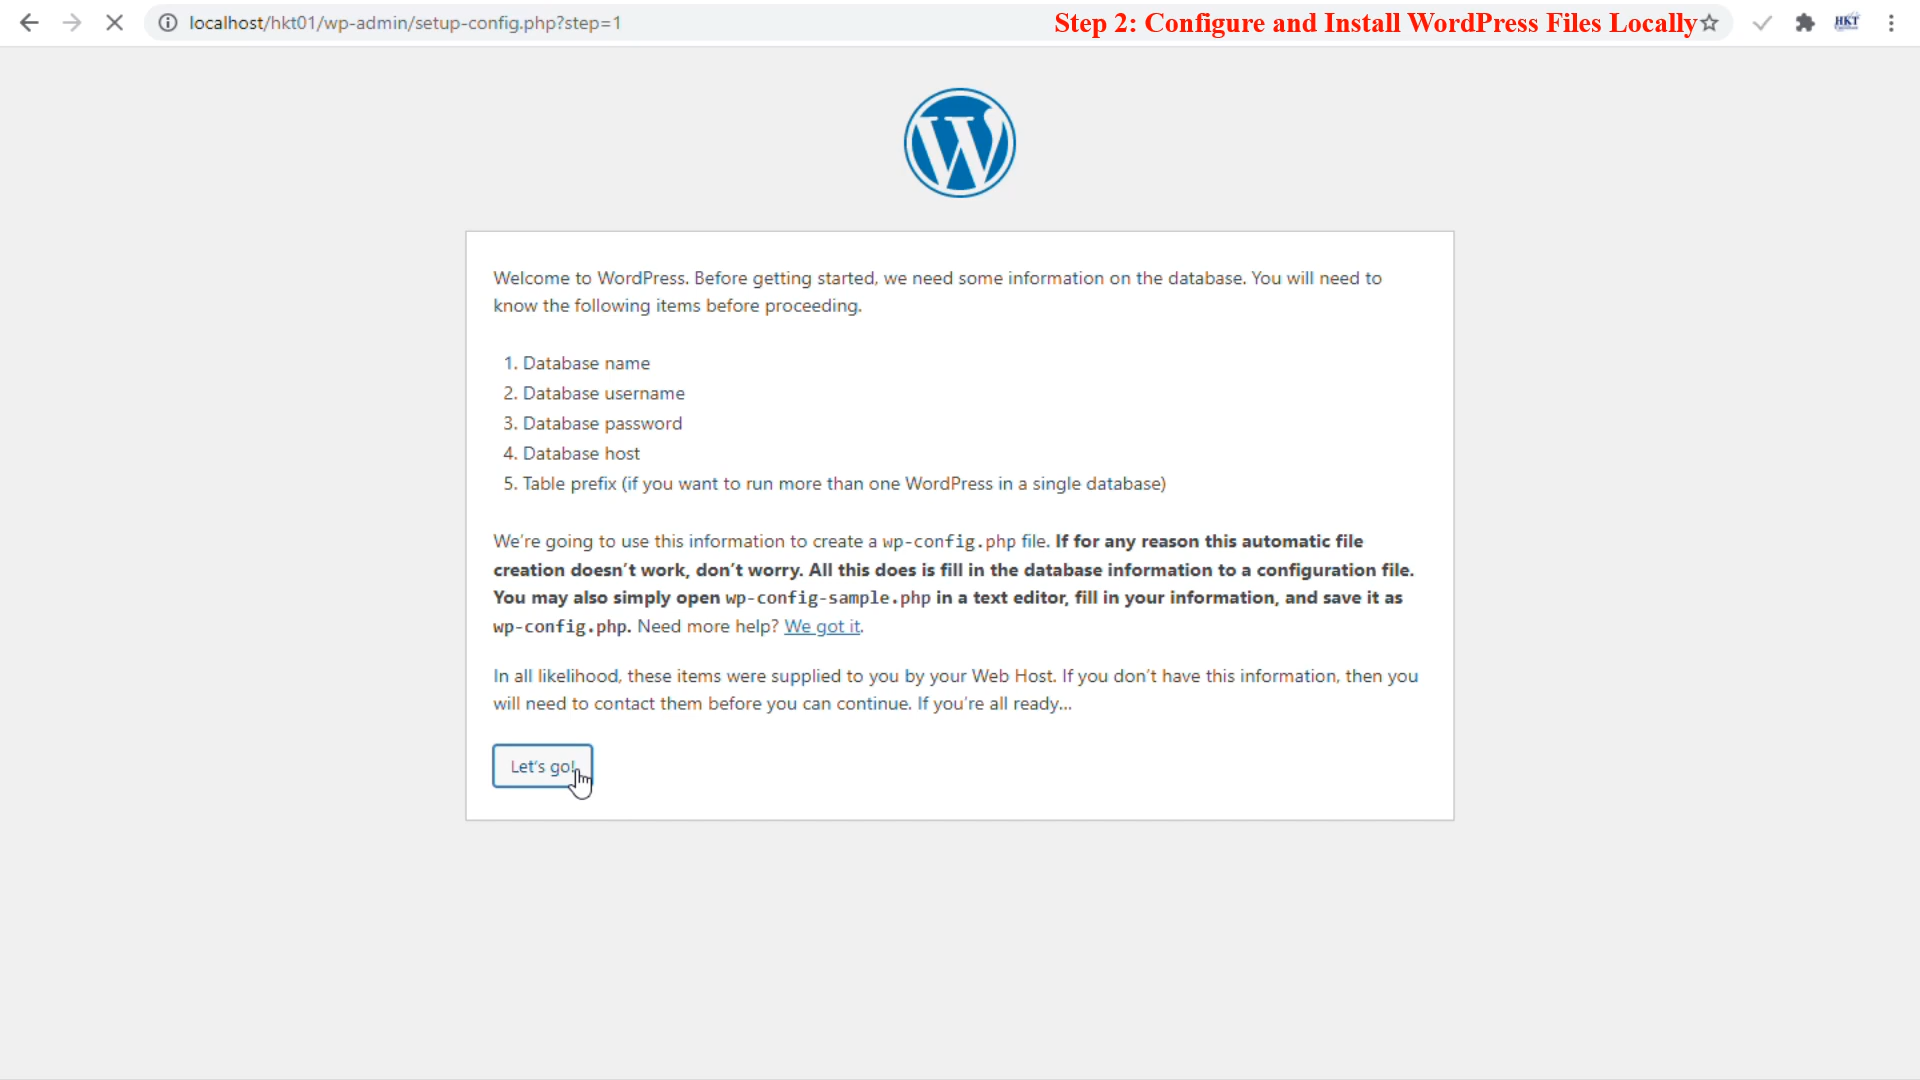 localhost/hkt01/wp-admin/setup-config.php?step=1
Step 2: Configure and Install WordPress Files Locally
HKT
Welcome to WordPress. Before getting started, we need some information on the database. You will need to
know the following items before proceeding.
1. Database name
2. Database username
3. Database password
4. Database host
5. Table prefix (if you want to run more than one WordPress in a single database)
We're going to use this information to create a wp-config.php file. If for any reason this automatic file
creation doesn't work, don't worry. All this does is fill in the database information to a configuration file.
You may also simply open wp-config-sample.php in a text editor, fill in your information, and save it as
wp-config.php. Need more help? We got it.
In all likelihood, these items were supplied to you by your Web Host. If you don't have this information, then you
will need to contact them before you can continue. If you're all ready...
Let's go!